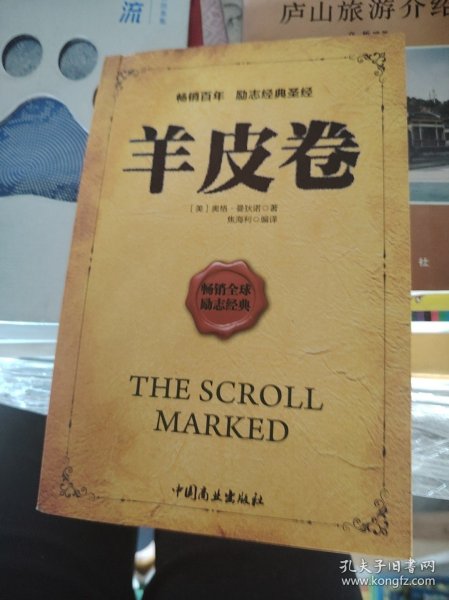 流
庐山旅游介绍
畅销百年 励志经典圣经
羊皮卷
［美］奥格·曼狄诺◎著
焦海利◎编译
畅销全球
励志经典
THE SCROLL
MARKED
中国商业出版社
社
孔夫子旧书网
www.kongfz.com